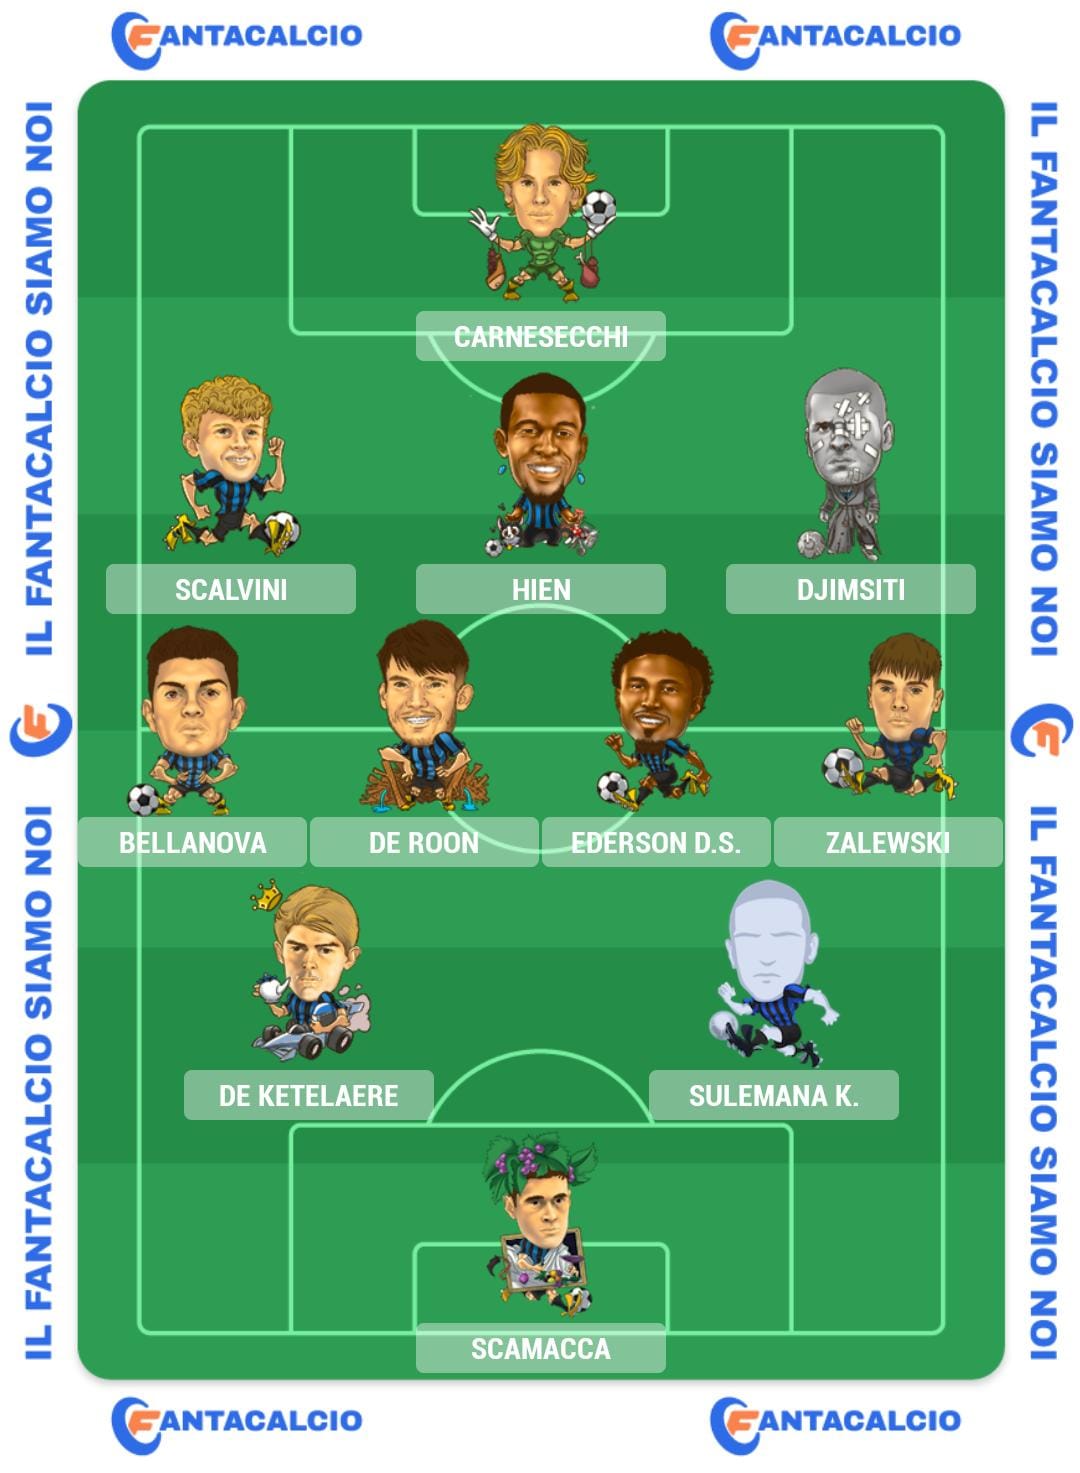 FANTACALCIO
FANTACALCIO
IL FANTACALCIO SIAMO NOI
IL FANTACALCIO SIAMO NOI
CARNESECCHI
SCALVINI
HIEN
DJIMSITI
BELLANOVA
DE ROON
EDERSON D.S.
ZALEWSKI
IL FANTACALCIO SIAMO NOI
IL FANTACALCIO SIAMO NOI
DE KETELAERE
SULEMANA K.
SCAMACCA
FANTACALCIO
FANTACALCIO